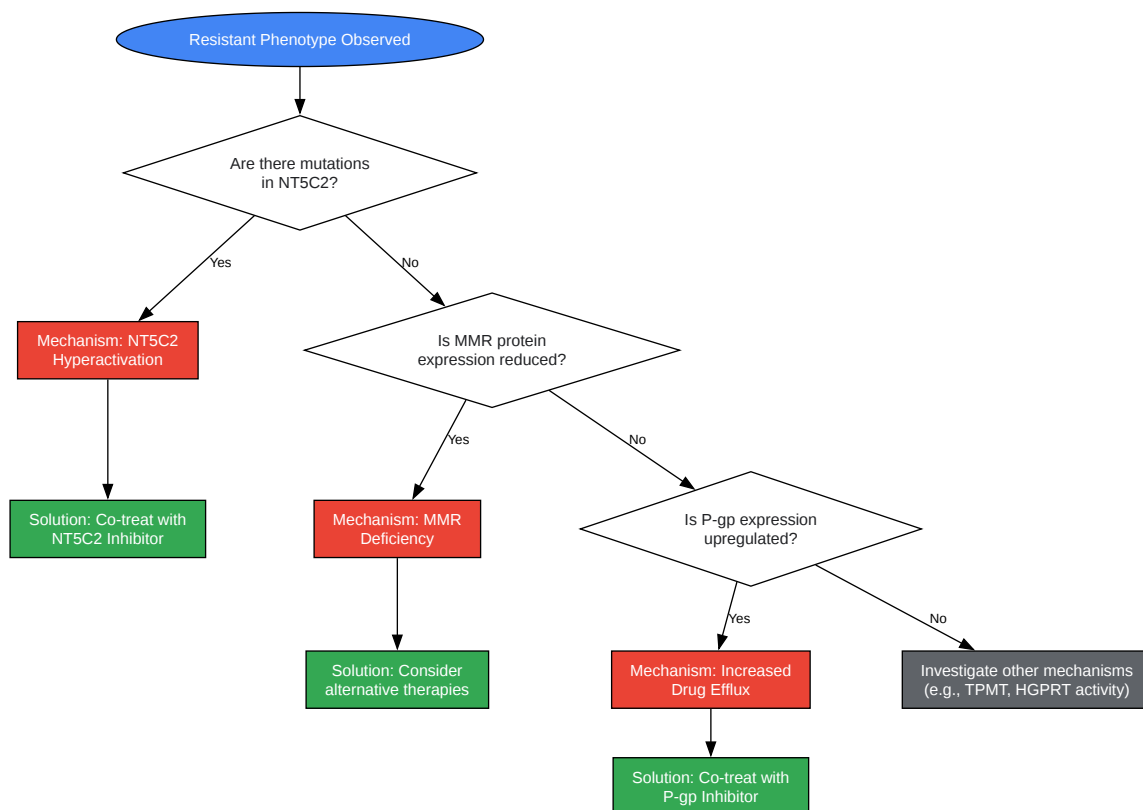 Resistant Phenotype Observed
Are there mutations
in NT5C2?
Yes
No
Mechanism: NT5C2
Hyperactivation
Is MMR protein
expression reduced?
Yes
No
Solution: Co-treat with
NT5C2 Inhibitor
Mechanism: MMR
Deficiency
Is P-gp expression
upregulated?
Yes
No
Solution: Consider
alternative therapies
Mechanism: Increased
Drug Efflux
Investigate other mechanisms
(e.g., TPMT, HGPRT activity)
Solution: Co-treat with
P-gp Inhibitor